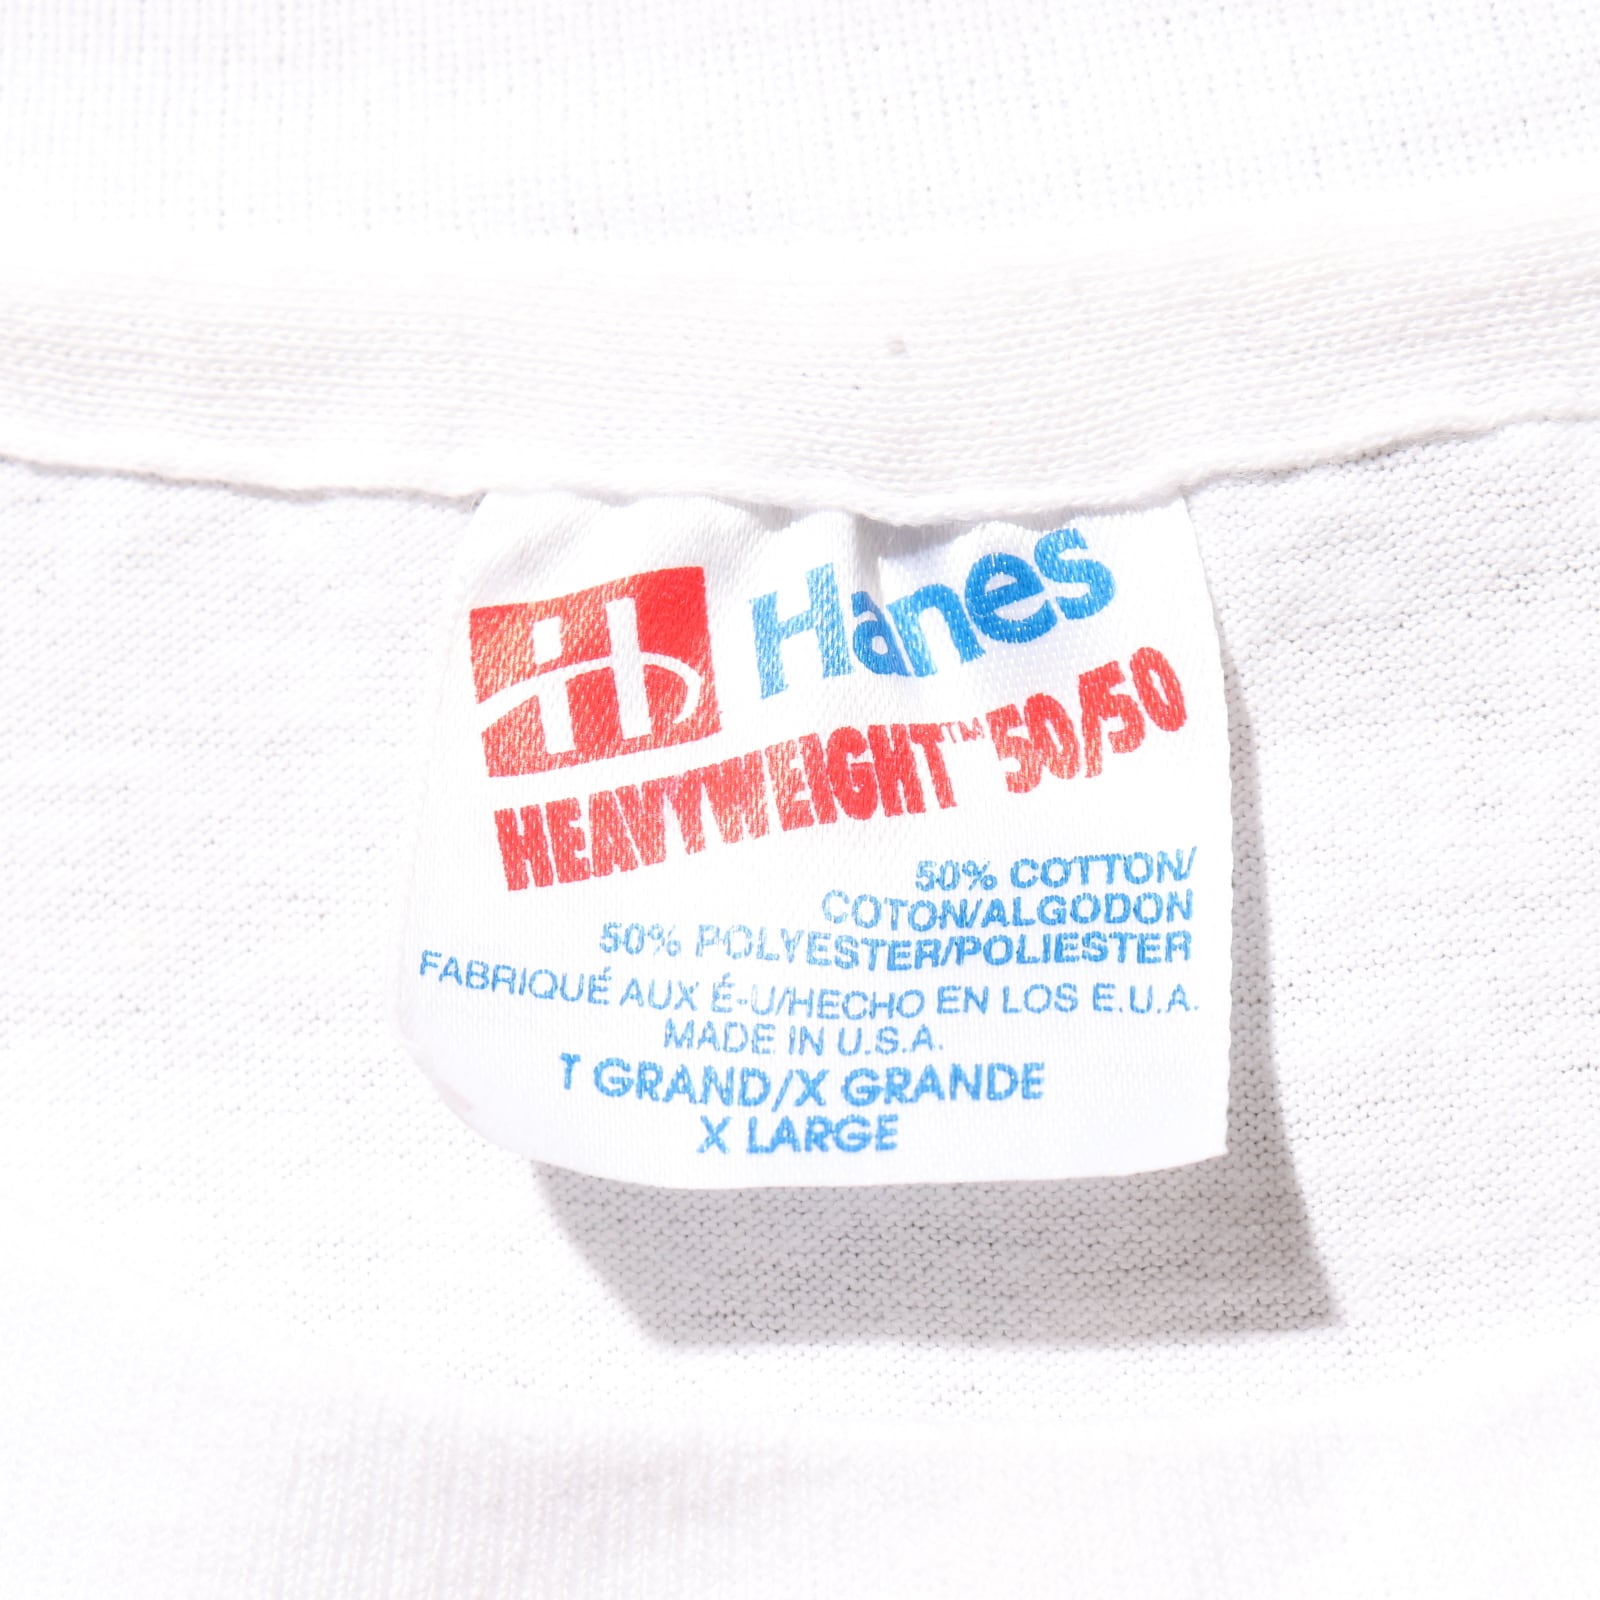 Hanes
HEAVYWEIGHT™ 50/50
50% COTTON/
COTON/ALGODON
50% POLYESTER/POLIESTER
FABRIQUÉ AUX É-U/HECHO EN LOS E.U.A.
MADE IN U.S.A.
T GRAND/X GRANDE
X LARGE